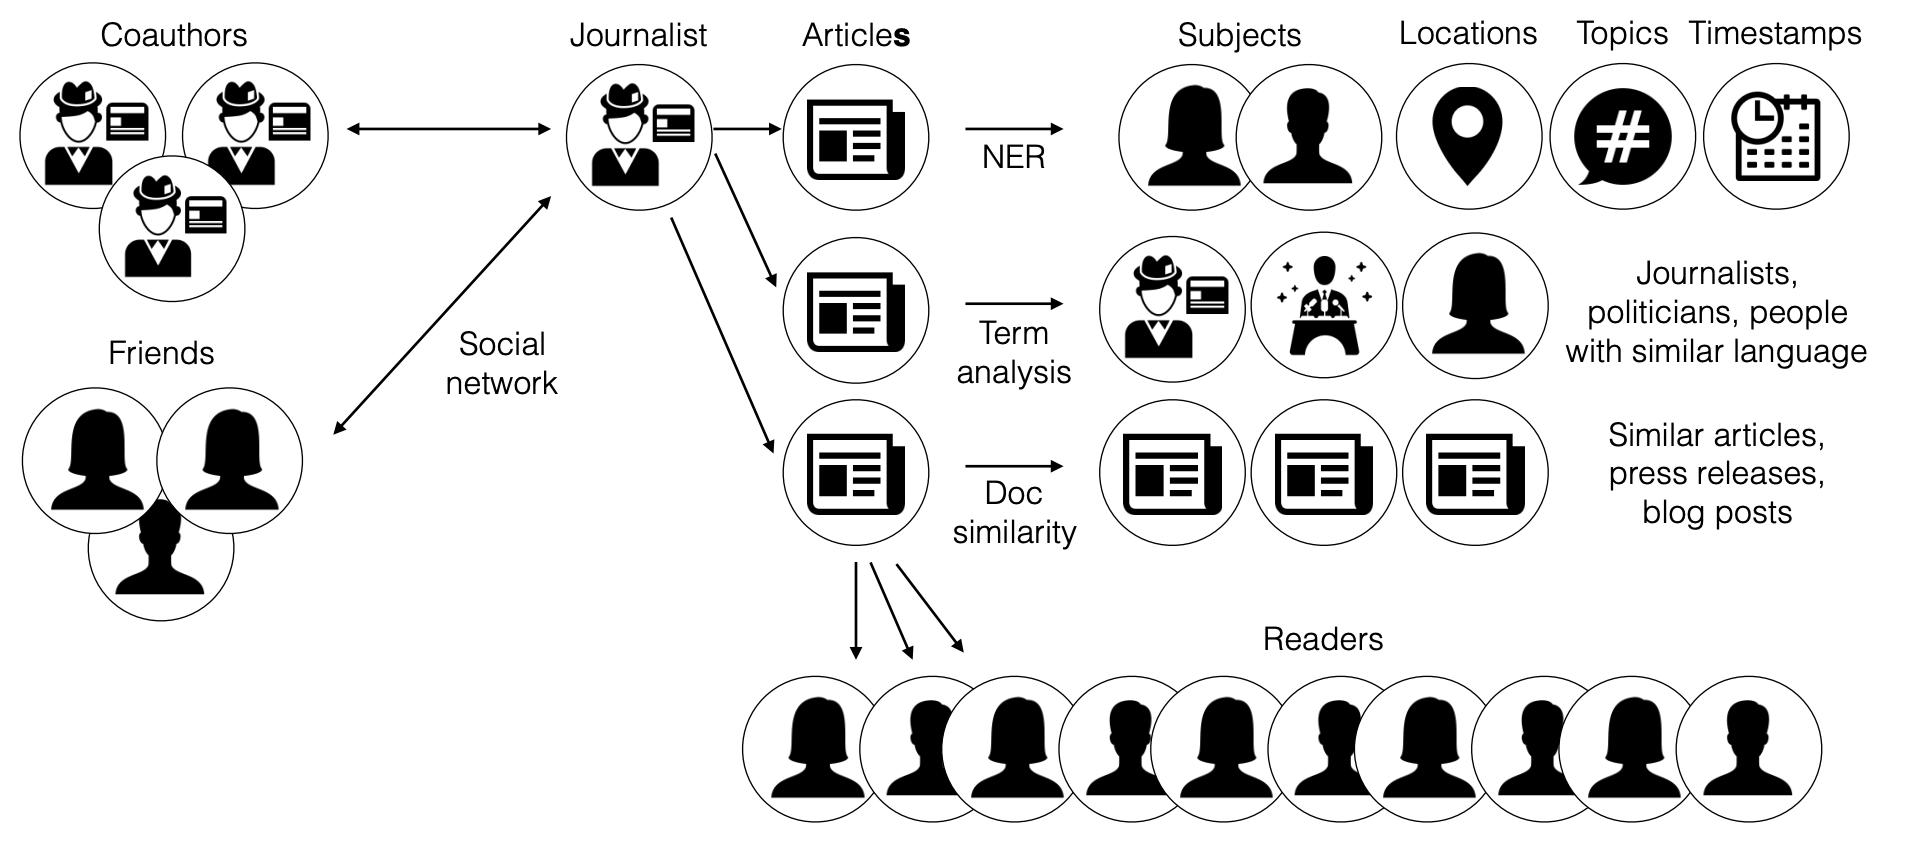 Coauthors
Journalist
Articles
Subjects
Locations
Topics
Timestamps
NER
#
Friends
Social
network
Term
analysis
Journalists,
politicians, people
with similar language
Doc
similarity
Similar articles,
press releases,
blog posts
Readers